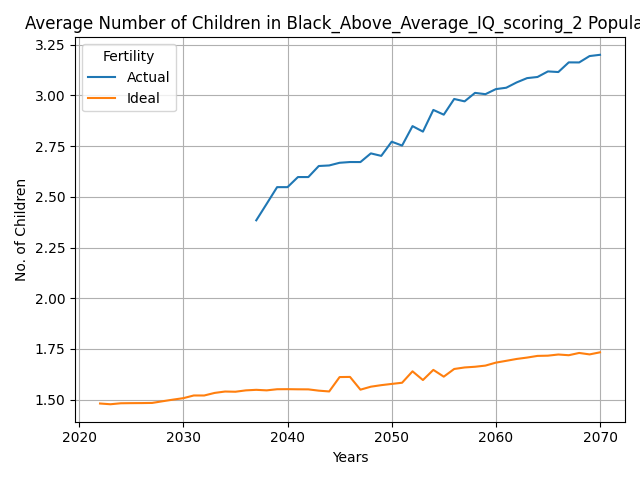 Average Number of Children in Black_Above_Average_IQ_scoring_2 Popula
Fertility
Actual
Ideal
3.25
3.00
2.75
2.50
2.25
2.00
1.75
1.50
No. of Children
2020 2030 2040 2050 2060 2070
Years